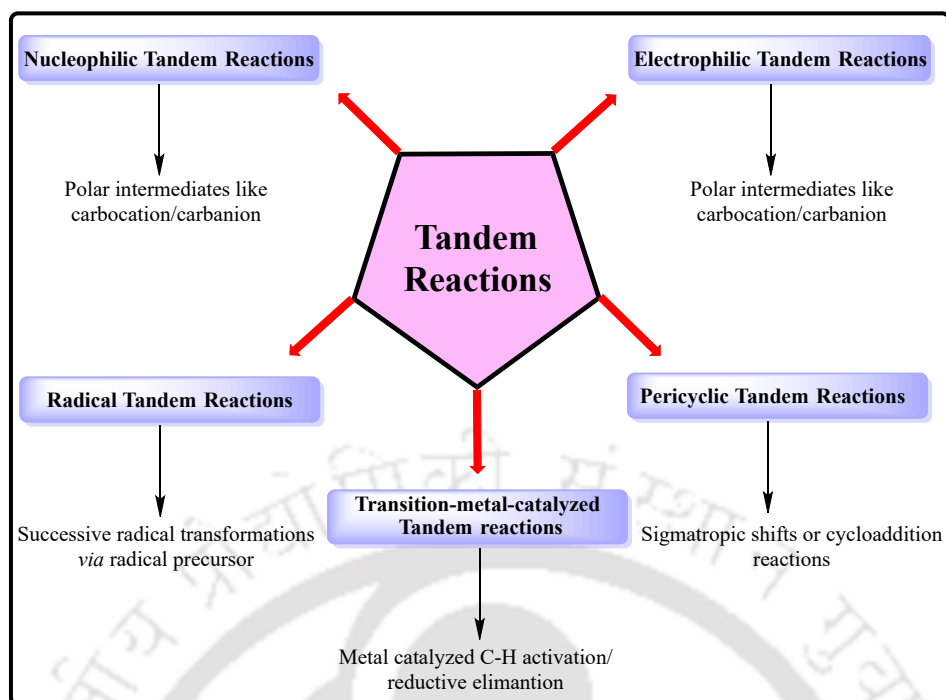 Nucleophilic Tandem Reactions
Electrophilic Tandem Reactions
Polar intermediates like
carbocation/carbanion
Polar intermediates like
carbocation/carbanion
Tandem
Reactions
Radical Tandem Reactions
Pericyclic Tandem Reactions
Transition-metal-catalyzed
Tandem reactions
Successive radical transformations
via radical precursor
Sigmatropic shifts or cycloaddition
reactions
Metal catalyzed C-H activation/
reductive elimantion
प्रौद्योगिकी संस्थान